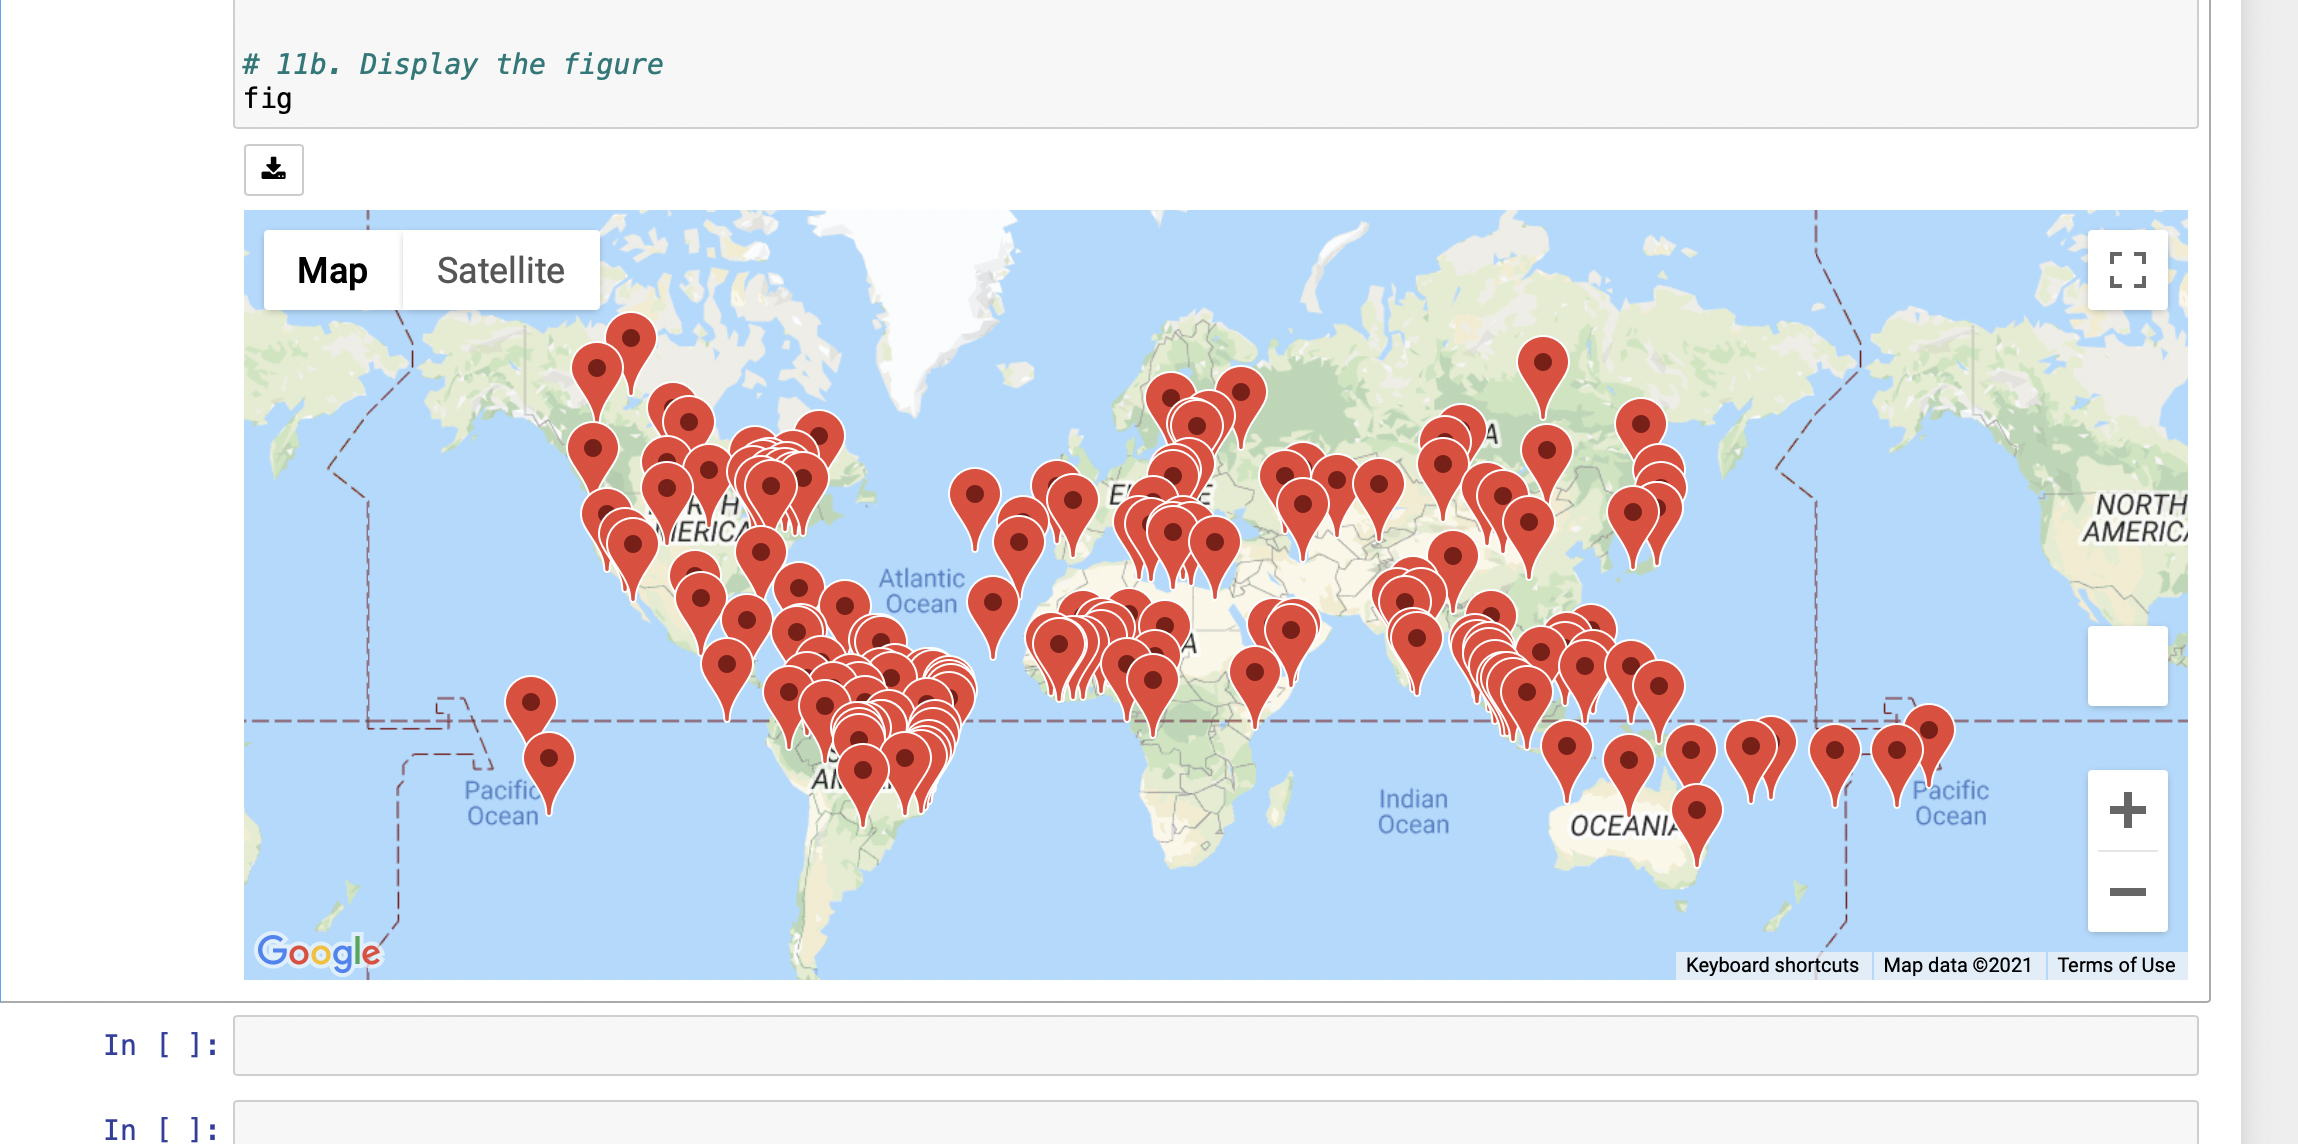 # 11b. Display the figure
fig
Map
Satellite
NORTH
AMERICA
Atlantic
Ocean
Pacific
Ocean
Indian
Ocean
OCEANIA
Pacific
Ocean
Google
Keyboard shortcuts
Map data ©2021
Terms of Use
In [ ]:
In [ ]: